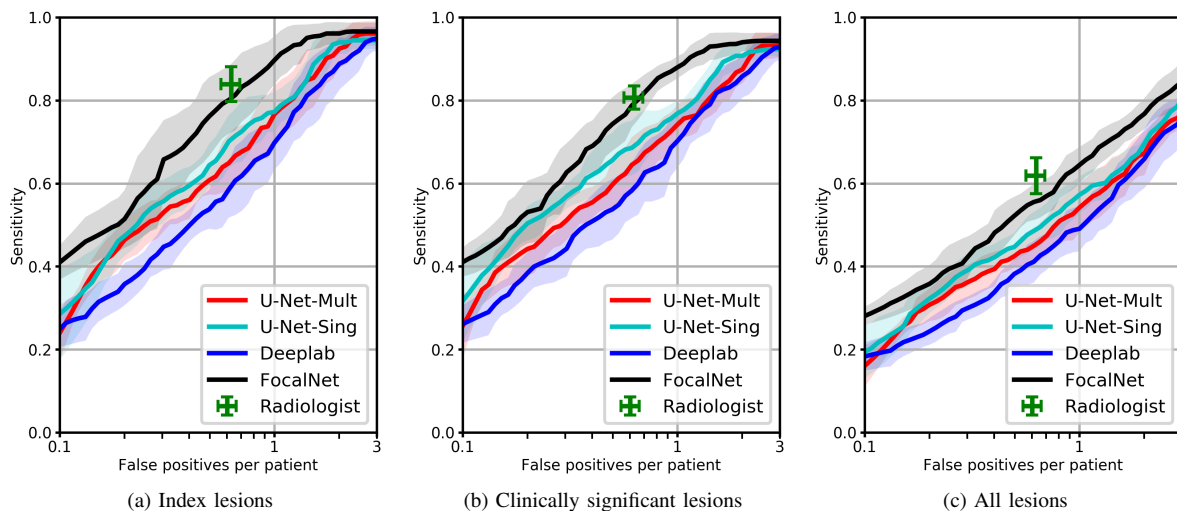 1.0
0.8
0.6
0.4
0.2
0.0
Sensitivity
0.1 1 3
False positives per patient
U-Net-Mult
U-Net-Sing
Deeplab
FocalNet
Radiologist
(a) Index lesions
1.0
0.8
0.6
0.4
0.2
0.0
Sensitivity
0.1 1 3
False positives per patient
U-Net-Mult
U-Net-Sing
Deeplab
FocalNet
Radiologist
(b) Clinically significant lesions
1.0
0.8
0.6
0.4
0.2
0.0
Sensitivity
0.1 1 3
False positives per patient
U-Net-Mult
U-Net-Sing
Deeplab
FocalNet
Radiologist
(c) All lesions